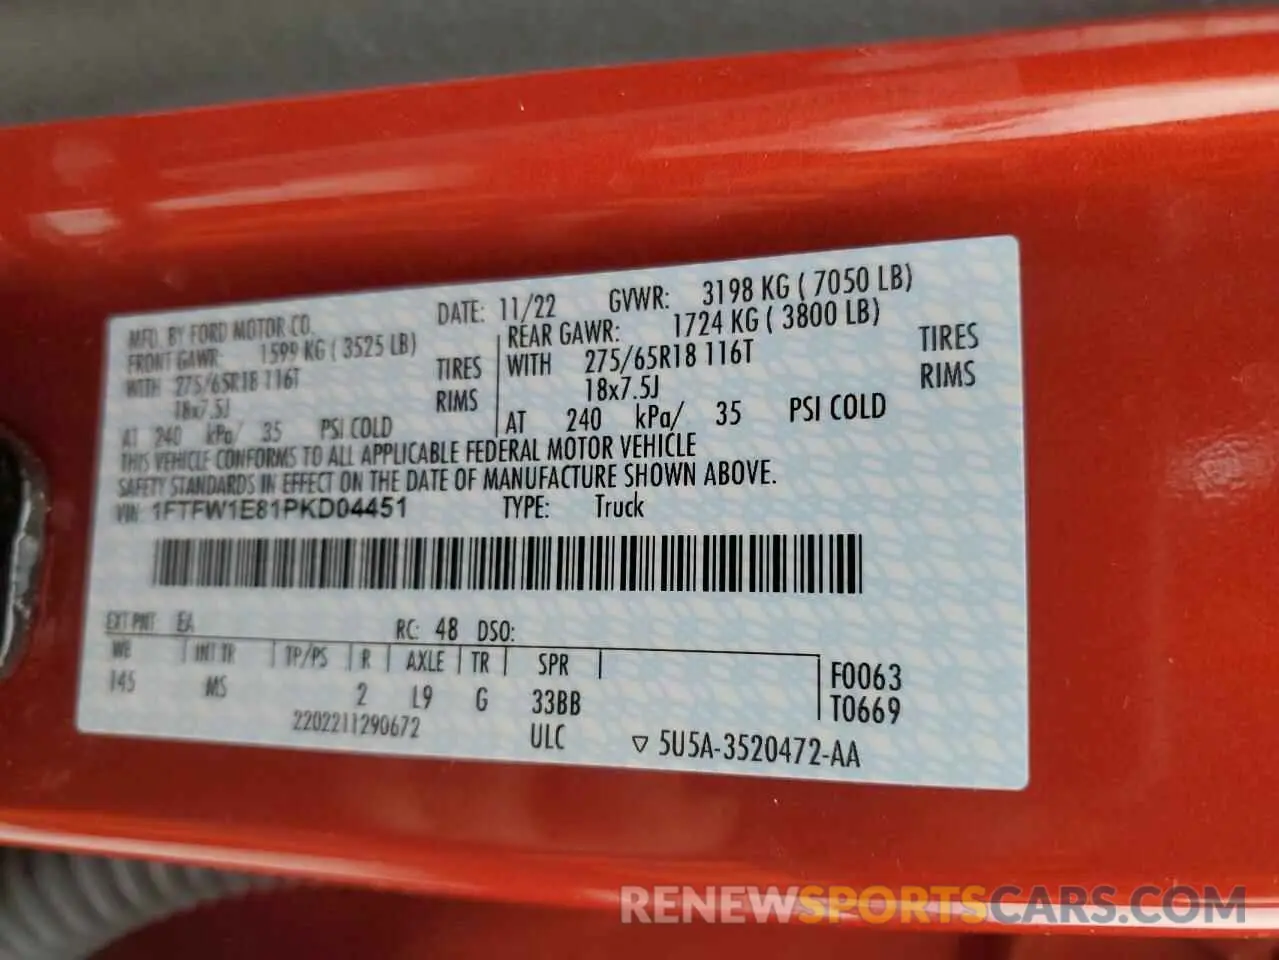 MFD. BY FORD MOTOR CO. DATE: 11/22 GVWR: 3198 KG ( 7050 LB)
FRONT GAWR: 1599 KG ( 3525 LB) REAR GAWR: 1724 KG ( 3800 LB)
WITH 275/65R18 116T TIRES WITH 275/65R18 116T TIRES
18x7.5J RIMS 18x7.5J RIMS
AT 240 kPa/ 35 PSI COLD AT 240 kPa/ 35 PSI COLD
THIS VEHICLE CONFORMS TO ALL APPLICABLE FEDERAL MOTOR VEHICLE
SAFETY STANDARDS IN EFFECT ON THE DATE OF MANUFACTURE SHOWN ABOVE.
VIN: 1FTFW1E81PKD04451 TYPE: Truck
EXT PNT EA RC: 48 DSO:
WB INT TR TP/PS R AXLE TR SPR F0063
145 MS 2 L9 G 33BB T0669
2202211290672 ULC ▽ 5U5A-3520472-AA
RENEWSPORTSCARS.COM